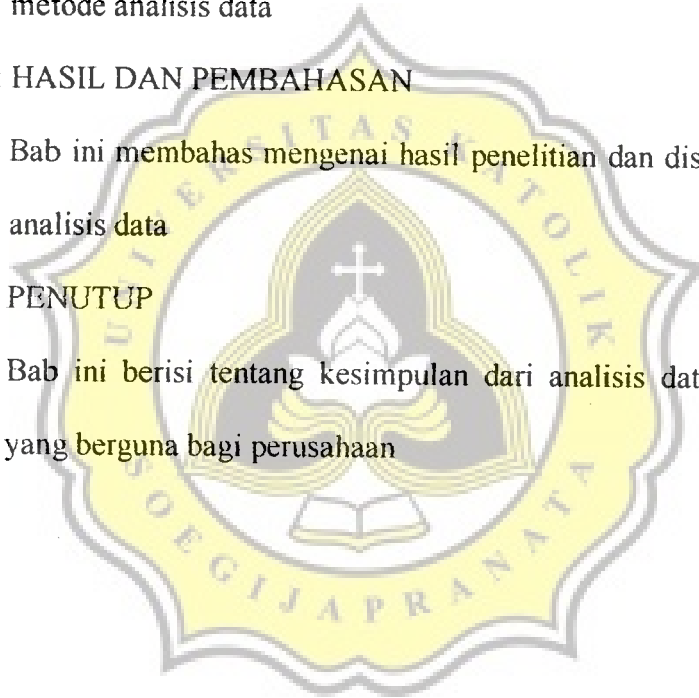 metode analisis data
: HASIL DAN PEMBAHASAN
Bab ini membahas mengenai hasil penelitian dan dis
analisis data
PENUTUP
Bab ini berisi tentang kesimpulan dari analisis dat
yang berguna bagi perusahaan
UNIVERSITAS KATOLIK
SOEGIJAPRANATA